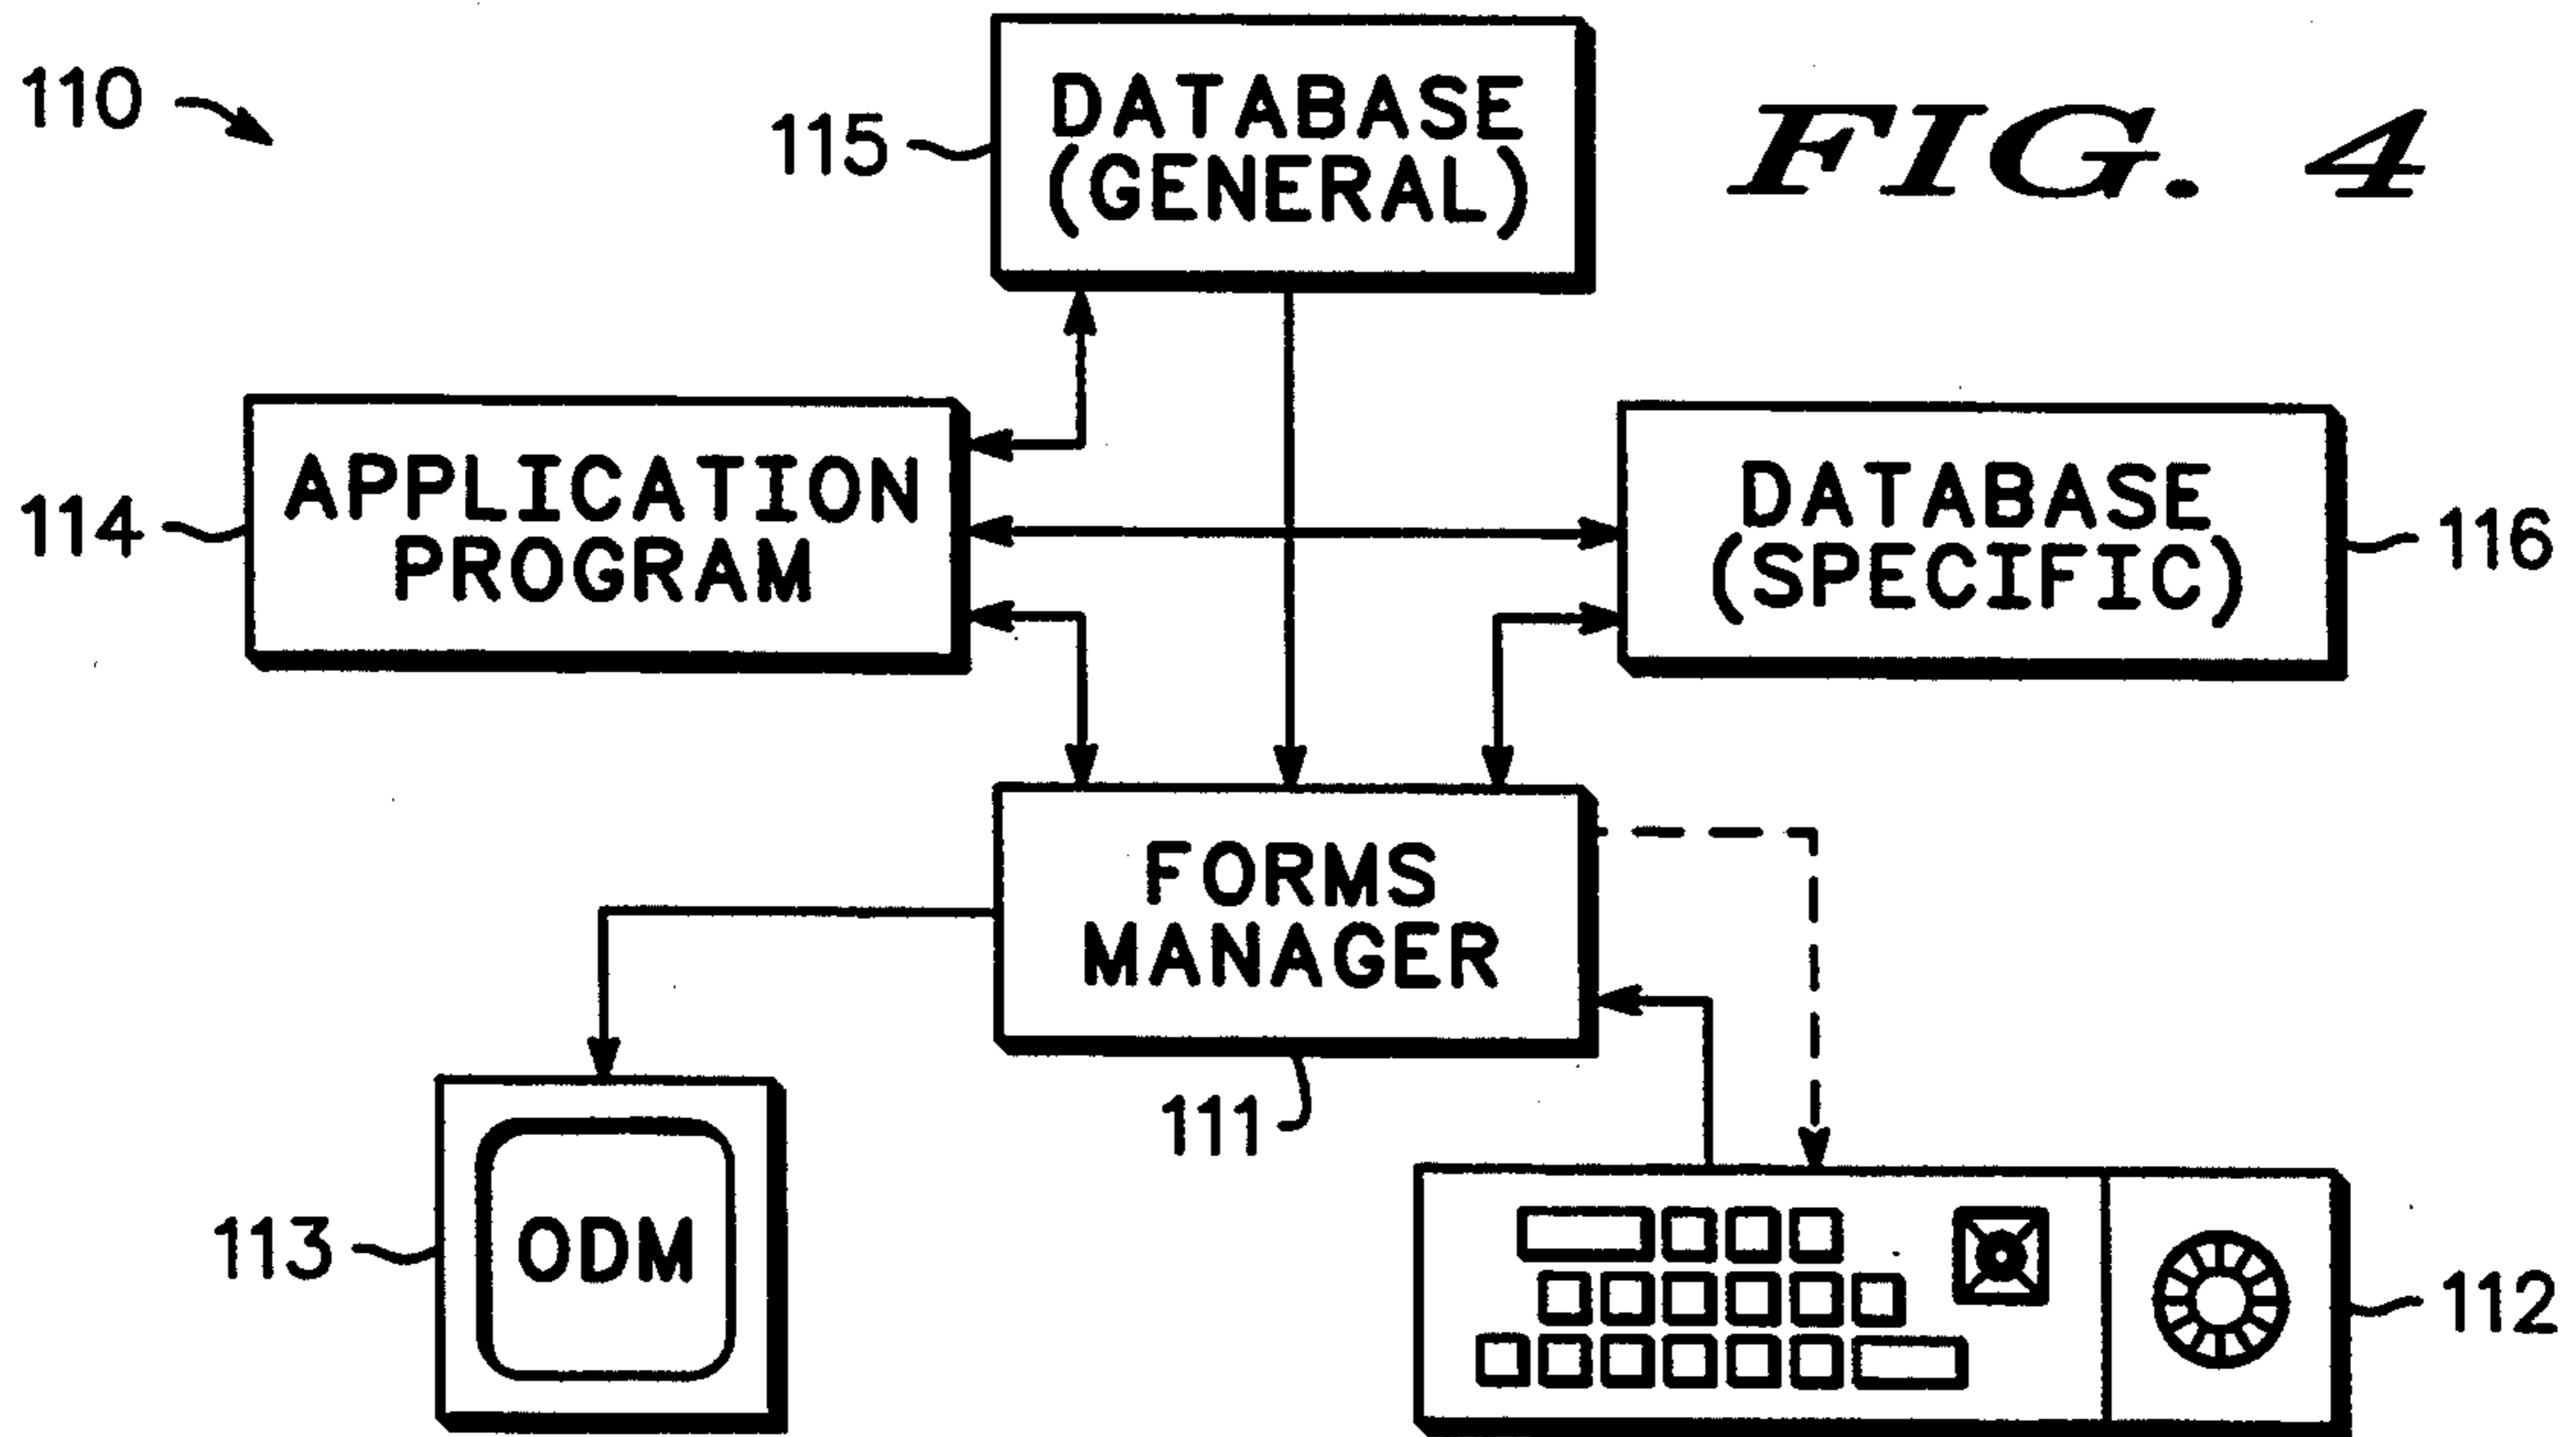 110
115
DATABASE
(GENERAL)
FIG. 4
114
APPLICATION
PROGRAM
DATABASE
(SPECIFIC)
116
FORMS
MANAGER
111
113
ODM
112